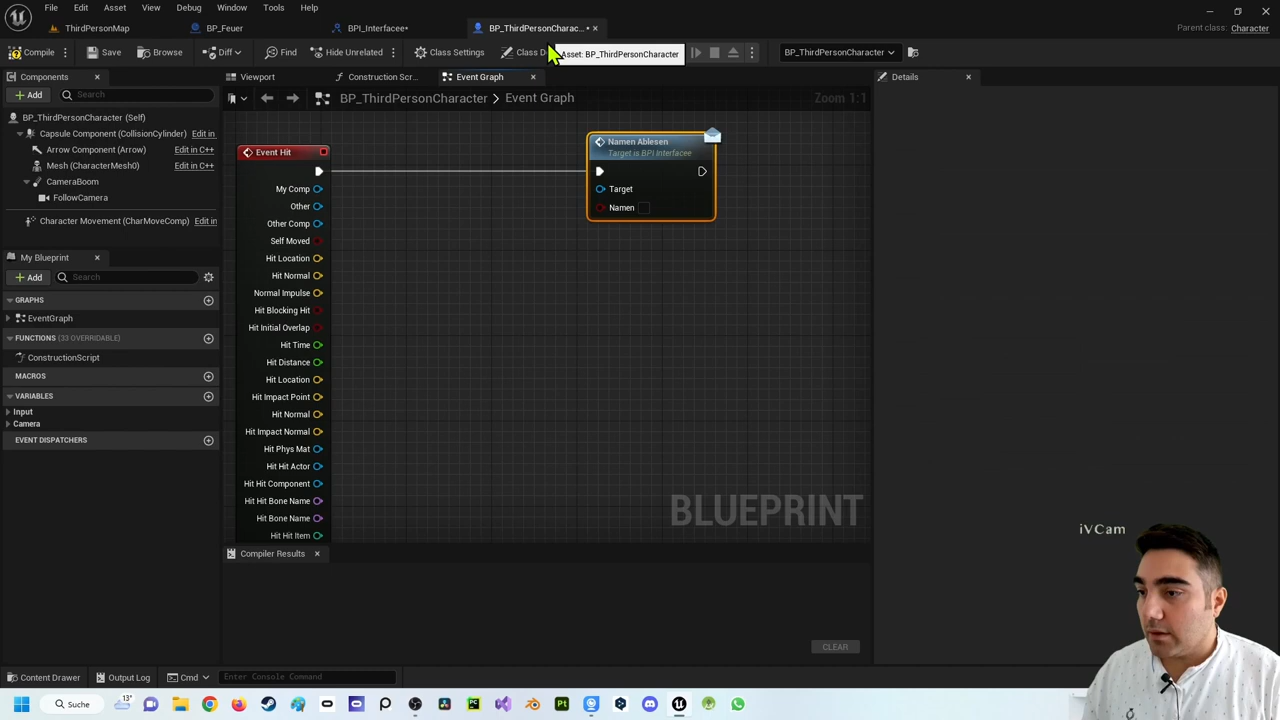 File Edit Asset View Debug Window Tools Help
ThirdPersonMap BP_Feuer BPI_Interfacee• BP_ThirdPersonCharac... •
Parent class: Character
Compile Save Browse Diff Find Hide Unrelated Class Settings Class De
Asset: BP_ThirdPersonCharacter
BP_ThirdPersonCharacter
Components Viewport Construction Scr... Event Graph Details
Add Search
BP_ThirdPersonCharacter > Event Graph Zoom 1:1
BP_ThirdPersonCharacter (Self)
Capsule Component (CollisionCylinder) Edit in
Arrow Component (Arrow) Edit in C++
Mesh (CharacterMesh0) Edit in C++
CameraBoom
FollowCamera
Character Movement (CharMoveComp) Edit in
My Blueprint
Add Search
GRAPHS
EventGraph
FUNCTIONS (33 OVERRIDABLE)
ConstructionScript
MACROS
VARIABLES
Input
Camera
EVENT DISPATCHERS
Event Hit
My Comp
Other
Other Comp
Self Moved
Hit Location
Hit Normal
Normal Impulse
Hit Blocking Hit
Hit Initial Overlap
Hit Time
Hit Distance
Hit Location
Hit Impact Point
Hit Normal
Hit Impact Normal
Hit Phys Mat
Hit Hit Actor
Hit Hit Component
Hit Hit Bone Name
Hit Bone Name
Hit Hit Item
Namen Ablesen
Target is BPI Interfacee
Target
Namen
BLUEPRINT
iVCam
Compiler Results
CLEAR
Content Drawer Output Log Cmd Enter Console Command
Suche
13°